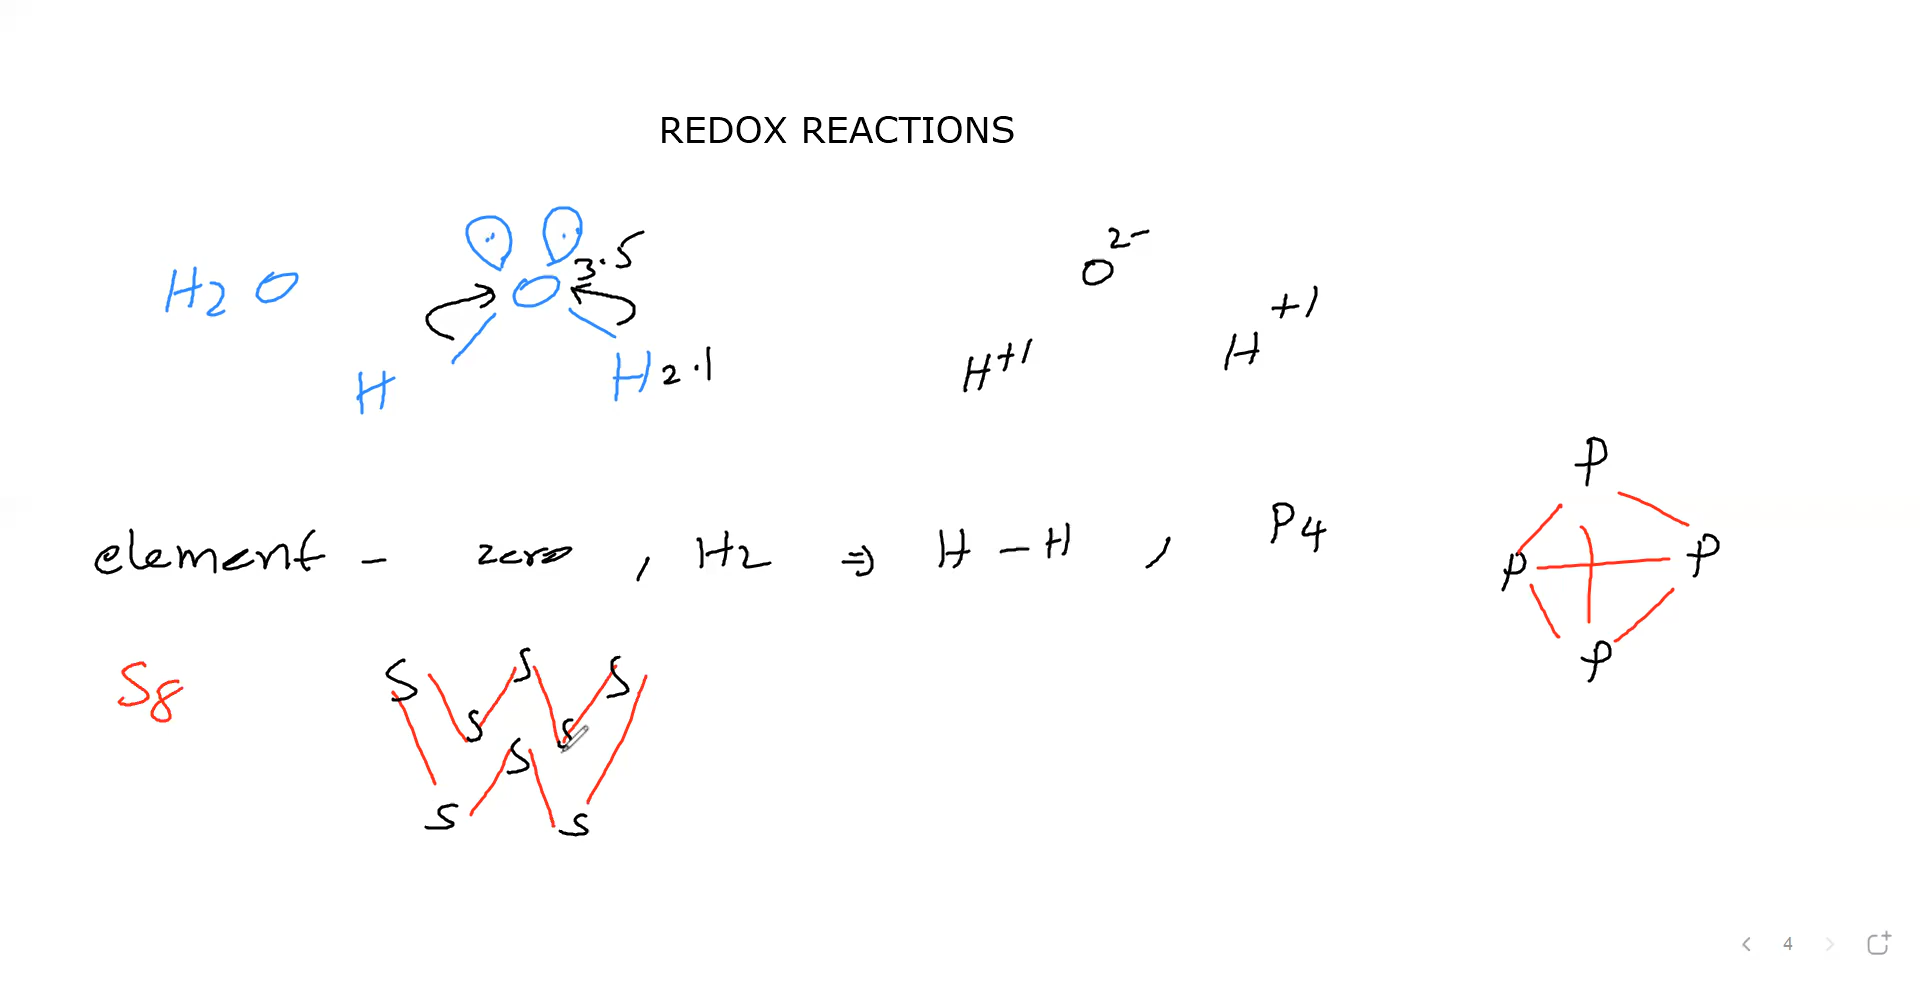 REDOX REACTIONS
H2O
O 3.5
H H 2.1
O2-
H+1 H+1
element - zero , H2 ⇒ H-H , P4
P
P P
P
S8
S S S
S S
S
S S
4